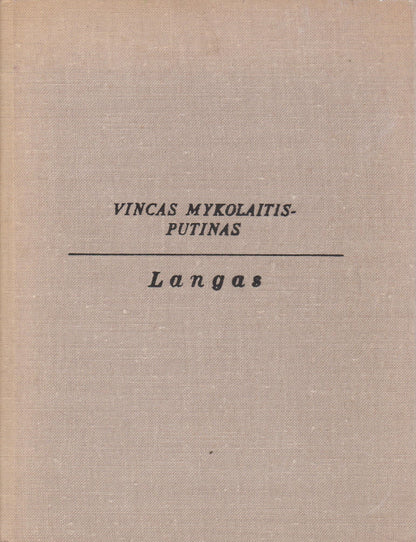 VINCAS MYKOLAITIS-
PUTINAS
Langas